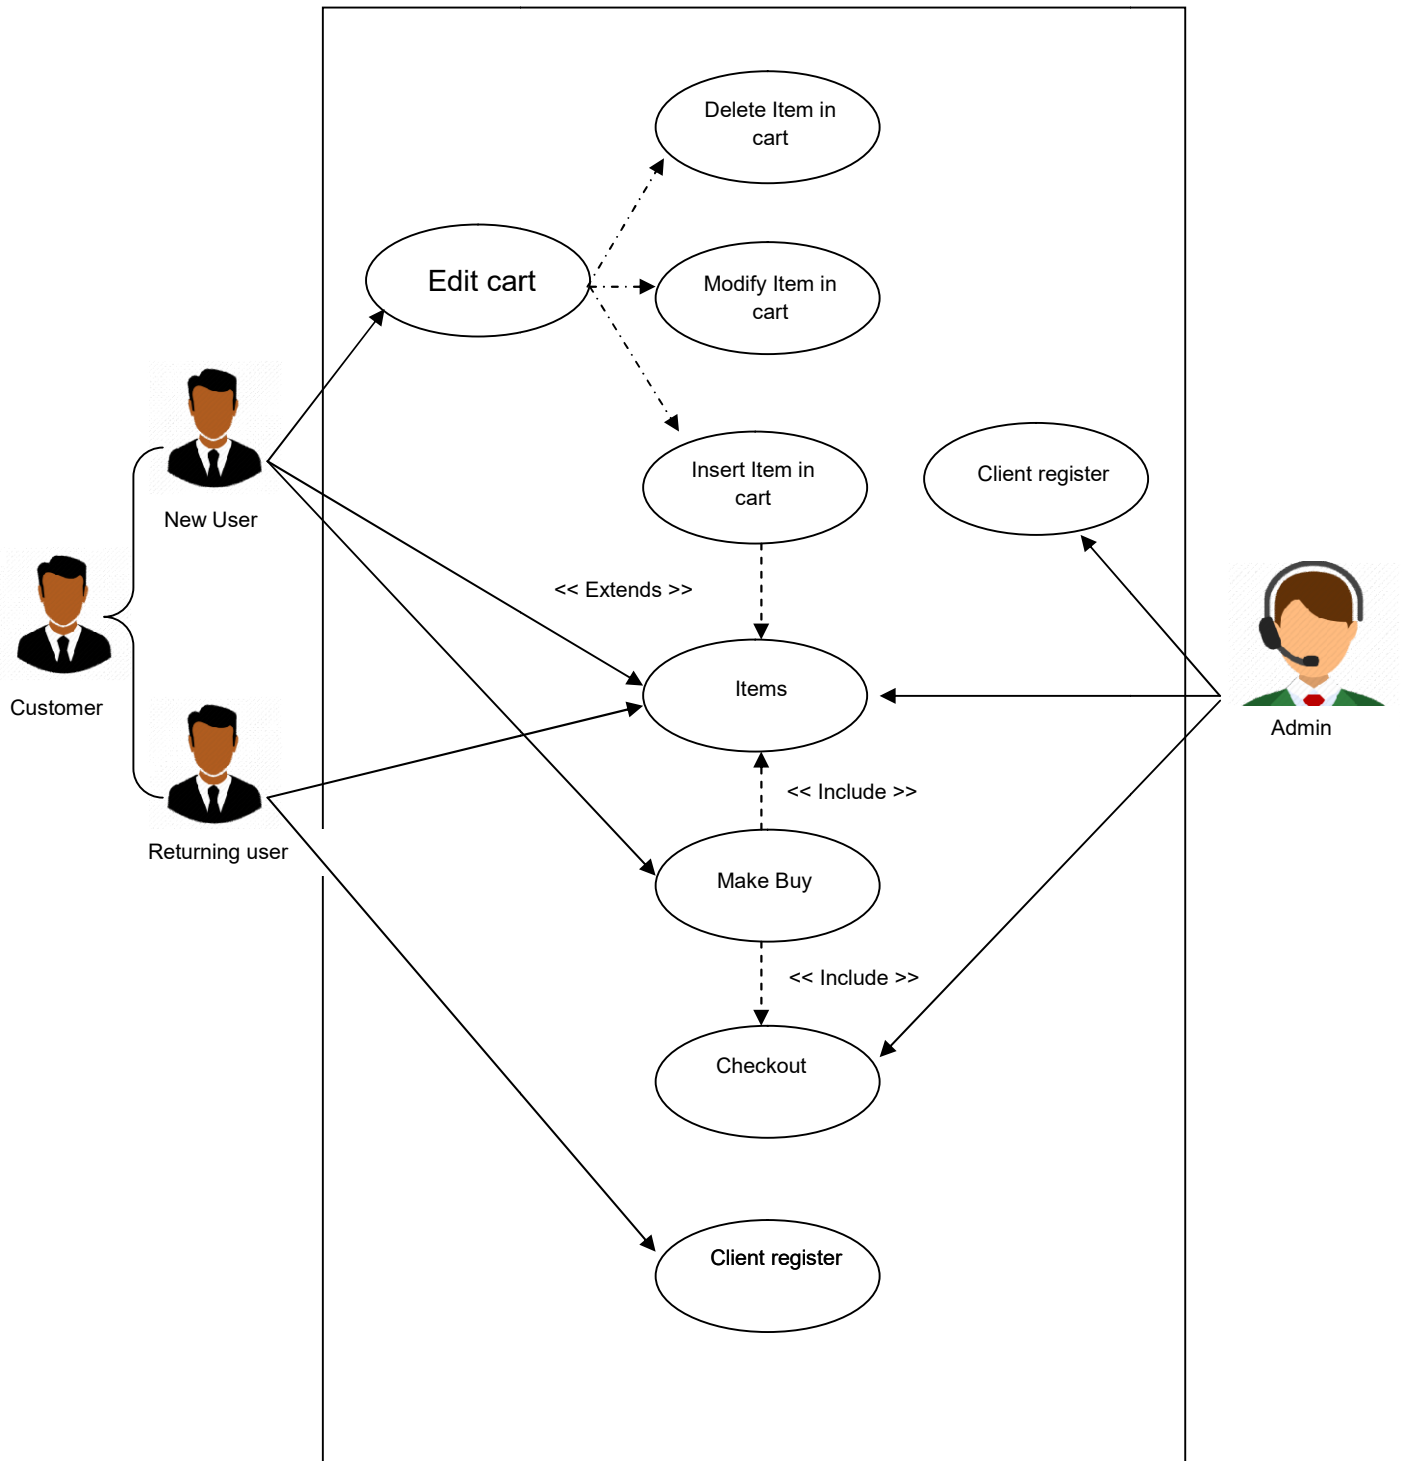 Delete Item in
cart
Edit cart
Modify Item in
cart
Insert Item in
cart
Client register
New User
<< Extends >>
Items
Customer
Admin
<< Include >>
Returning user
Make Buy
<< Include >>
Checkout
Client register